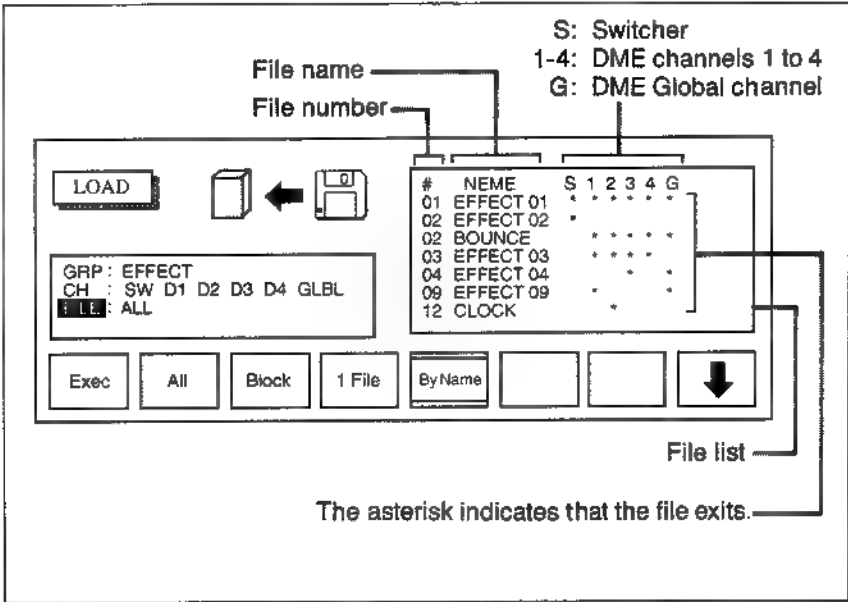 S: Switcher
1-4: DME channels 1 to 4
G: DME Global channel
File name
File number
LOAD
# NEME S 1 2 3 4 G
01 EFFECT 01 * * * * * *
02 EFFECT 02 *
02 BOUNCE * * * * *
03 EFFECT 03 * * * *
04 EFFECT 04 * *
09 EFFECT 09 * *
12 CLOCK *
GRP : EFFECT
CH : SW D1 D2 D3 D4 GLBL
FILE : ALL
Exec
All
Block
1 File
By Name
File list
The asterisk indicates that the file exits.